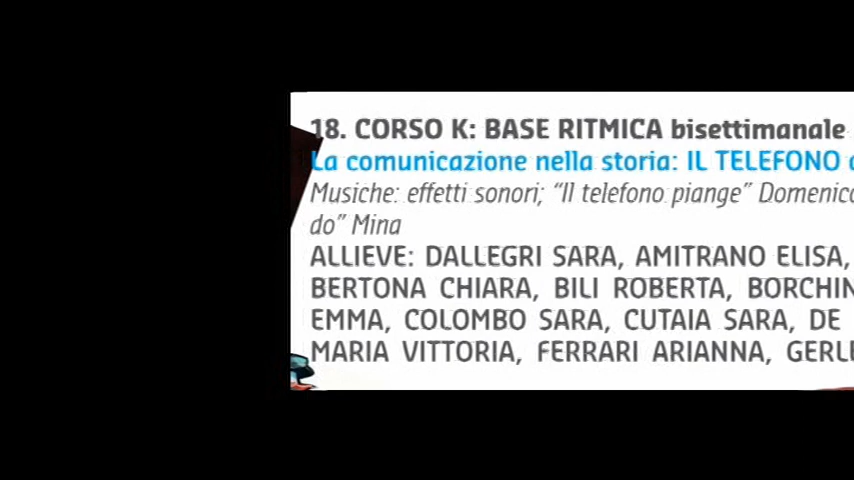 18. CORSO K: BASE RITMICA bisettimanale
La comunicazione nella storia: IL TELEFONO
Musiche: effetti sonori; “Il telefono piange” Domenico
do” Mina
ALLIEVE: DALLEGRI SARA, AMITRANO ELISA,
BERTONA CHIARA, BILI ROBERTA, BORCHIN
EMMA, COLOMBO SARA, CUTAIA SARA, DE
MARIA VITTORIA, FERRARI ARIANNA, GERLE